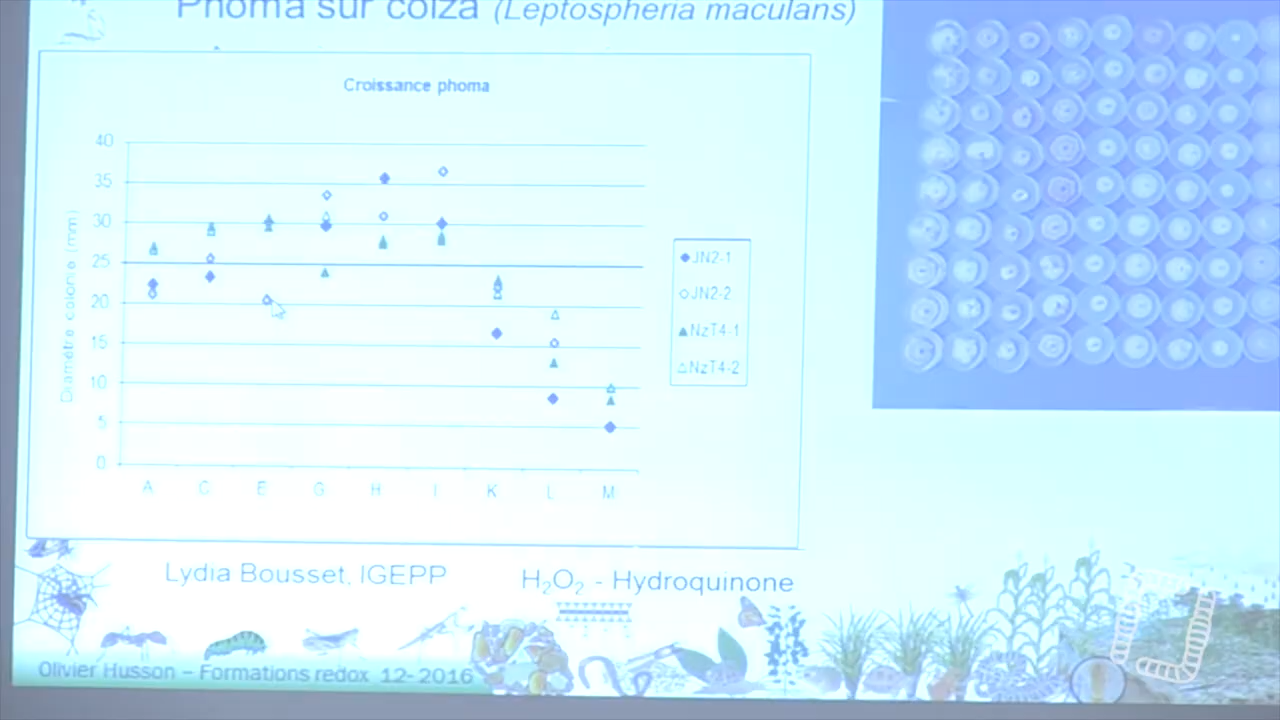 Phoma sur colza (Leptospheria maculans)
Croissance phoma
Diamètre colonie (mm)
40
35
30
25
20
15
10
5
0
A C E G H I K L M
JN2-1
JN2-2
NzT4-1
NzT4-2
Lydia Bousset, IGEPP
H₂O₂ - Hydroquinone
Olivier Husson – Formations redox 12- 2016